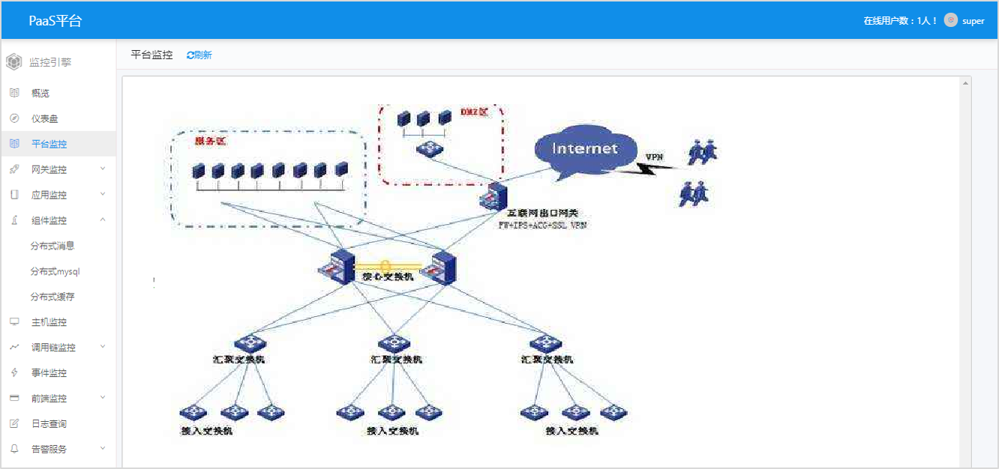 PaaS平台
在线用户数：1人！ super
监控引擎
概览
仪表盘
平台监控
网关监控
应用监控
组件监控
分布式消息
分布式mysql
分布式缓存
主机监控
调用链监控
事件监控
前端监控
日志查询
告警服务
平台监控 刷新
DMZ区
服务区
Internet
VPN
互联网出口网关
FW+IPS+ACG+SSL VPN
核心交换机
汇聚交换机 汇聚交换机 汇聚交换机
接入交换机 接入交换机 接入交换机